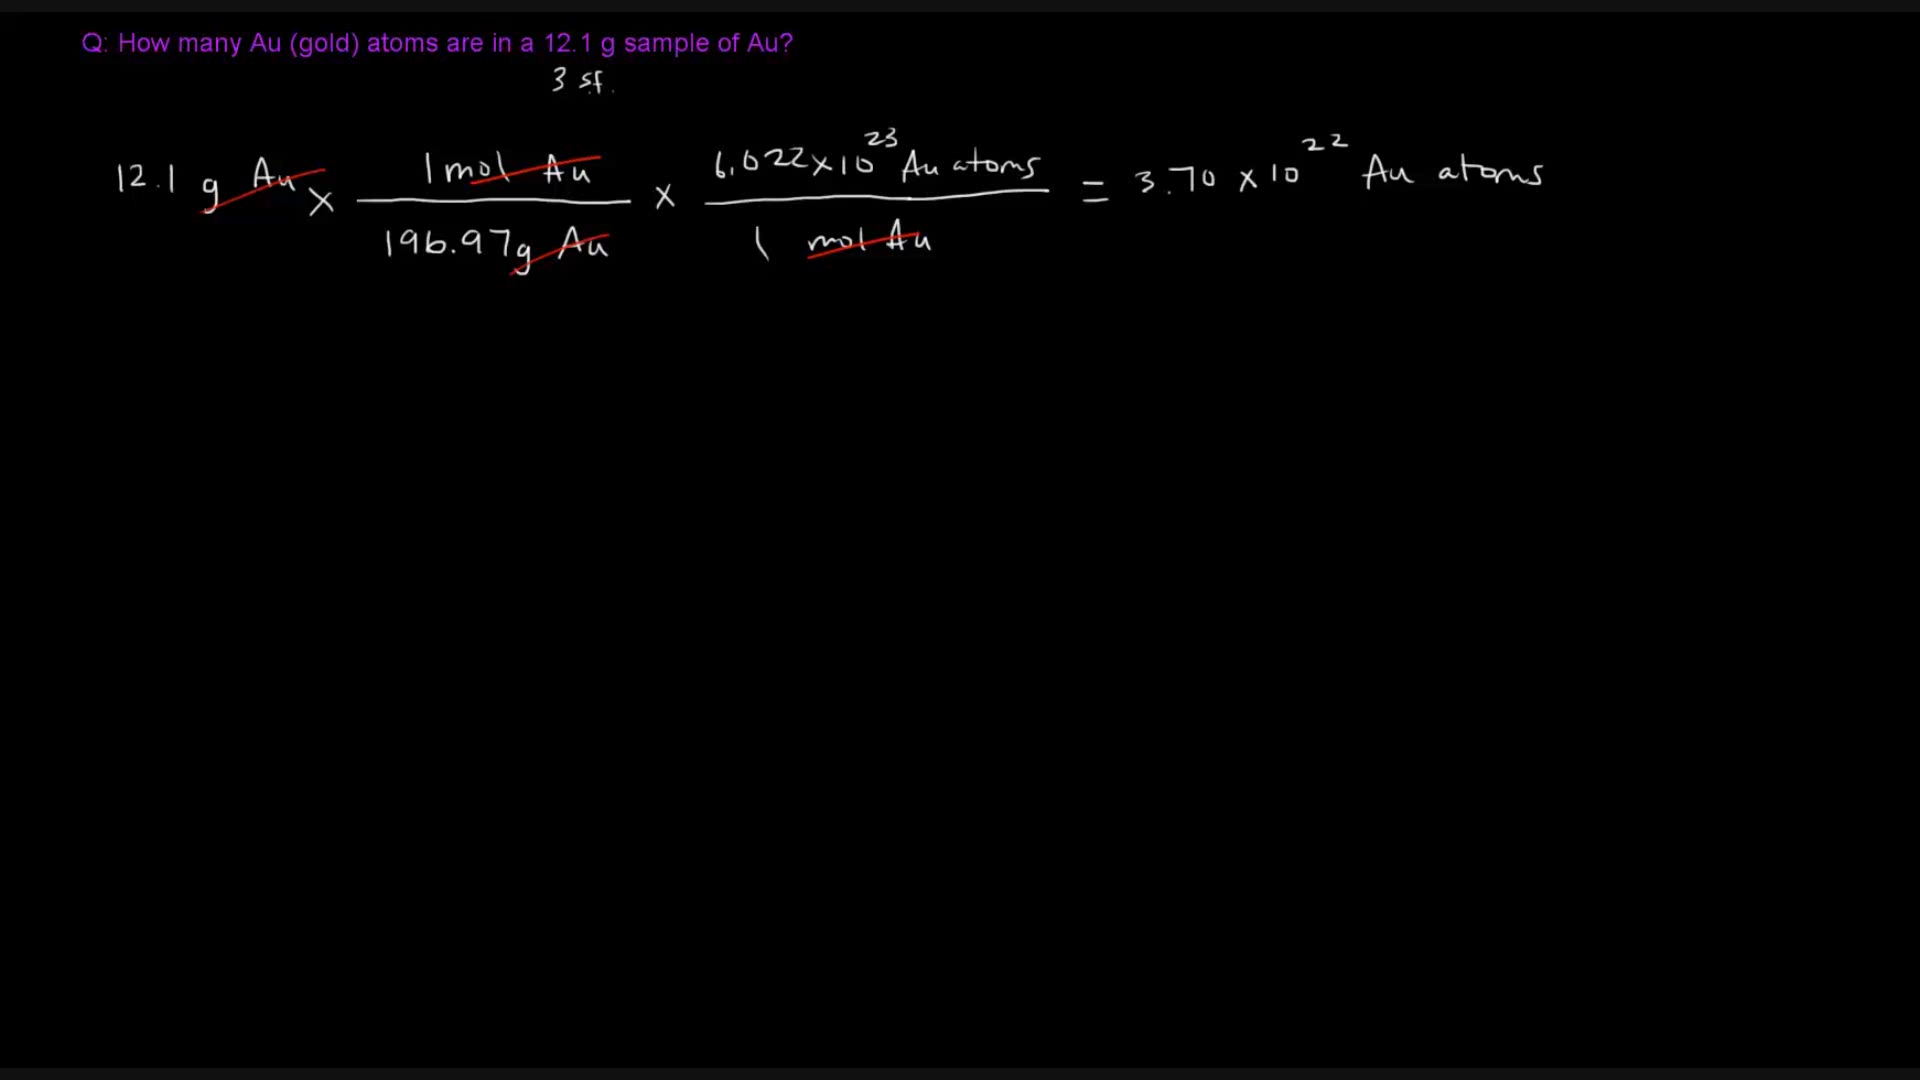 Q: How many Au (gold) atoms are in a 12.1 g sample of Au?
3 sf.
12.1 g Au × 1 mol Au / 196.97 g Au × 6.022 × 10^23 Au atoms / 1 mol Au = 3.70 × 10^22 Au atoms